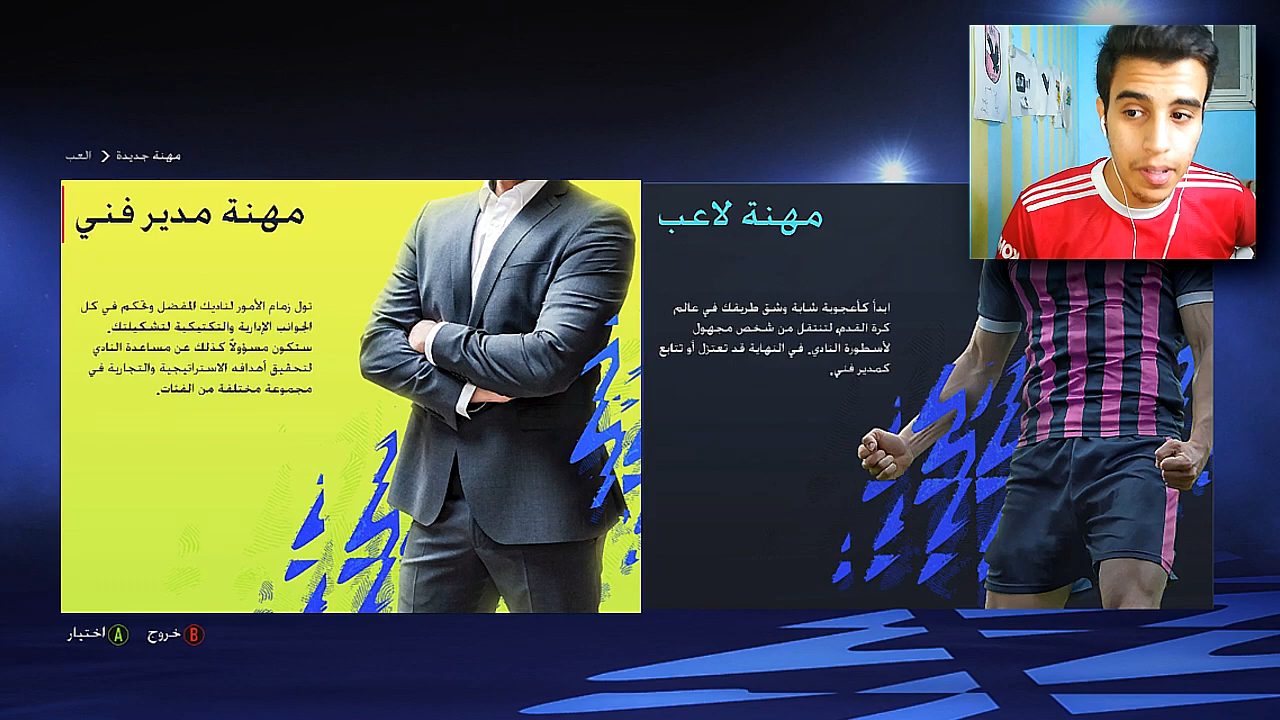 العب > مهنة جديدة
مهنة مدير فني
تول زمام الأمور لناديك المفضل وتحكم في كل
الجوانب الإدارية والتكتيكية لتشكيلتك.
ستكون مسؤولاً كذلك عن مساعدة النادي
لتحقيق أهدافه الاستراتيجية والتجارية في
مجموعة مختلفة من الفئات.
مهنة لاعب
ابدأ كأعجوبة شابة وشق طريقك في عالم
كرة القدم، لتنتقل من شخص مجهول
لأسطورة النادي. في النهاية قد تعتزل أو تتابع
كمدير فني.
اختيار A خروج B